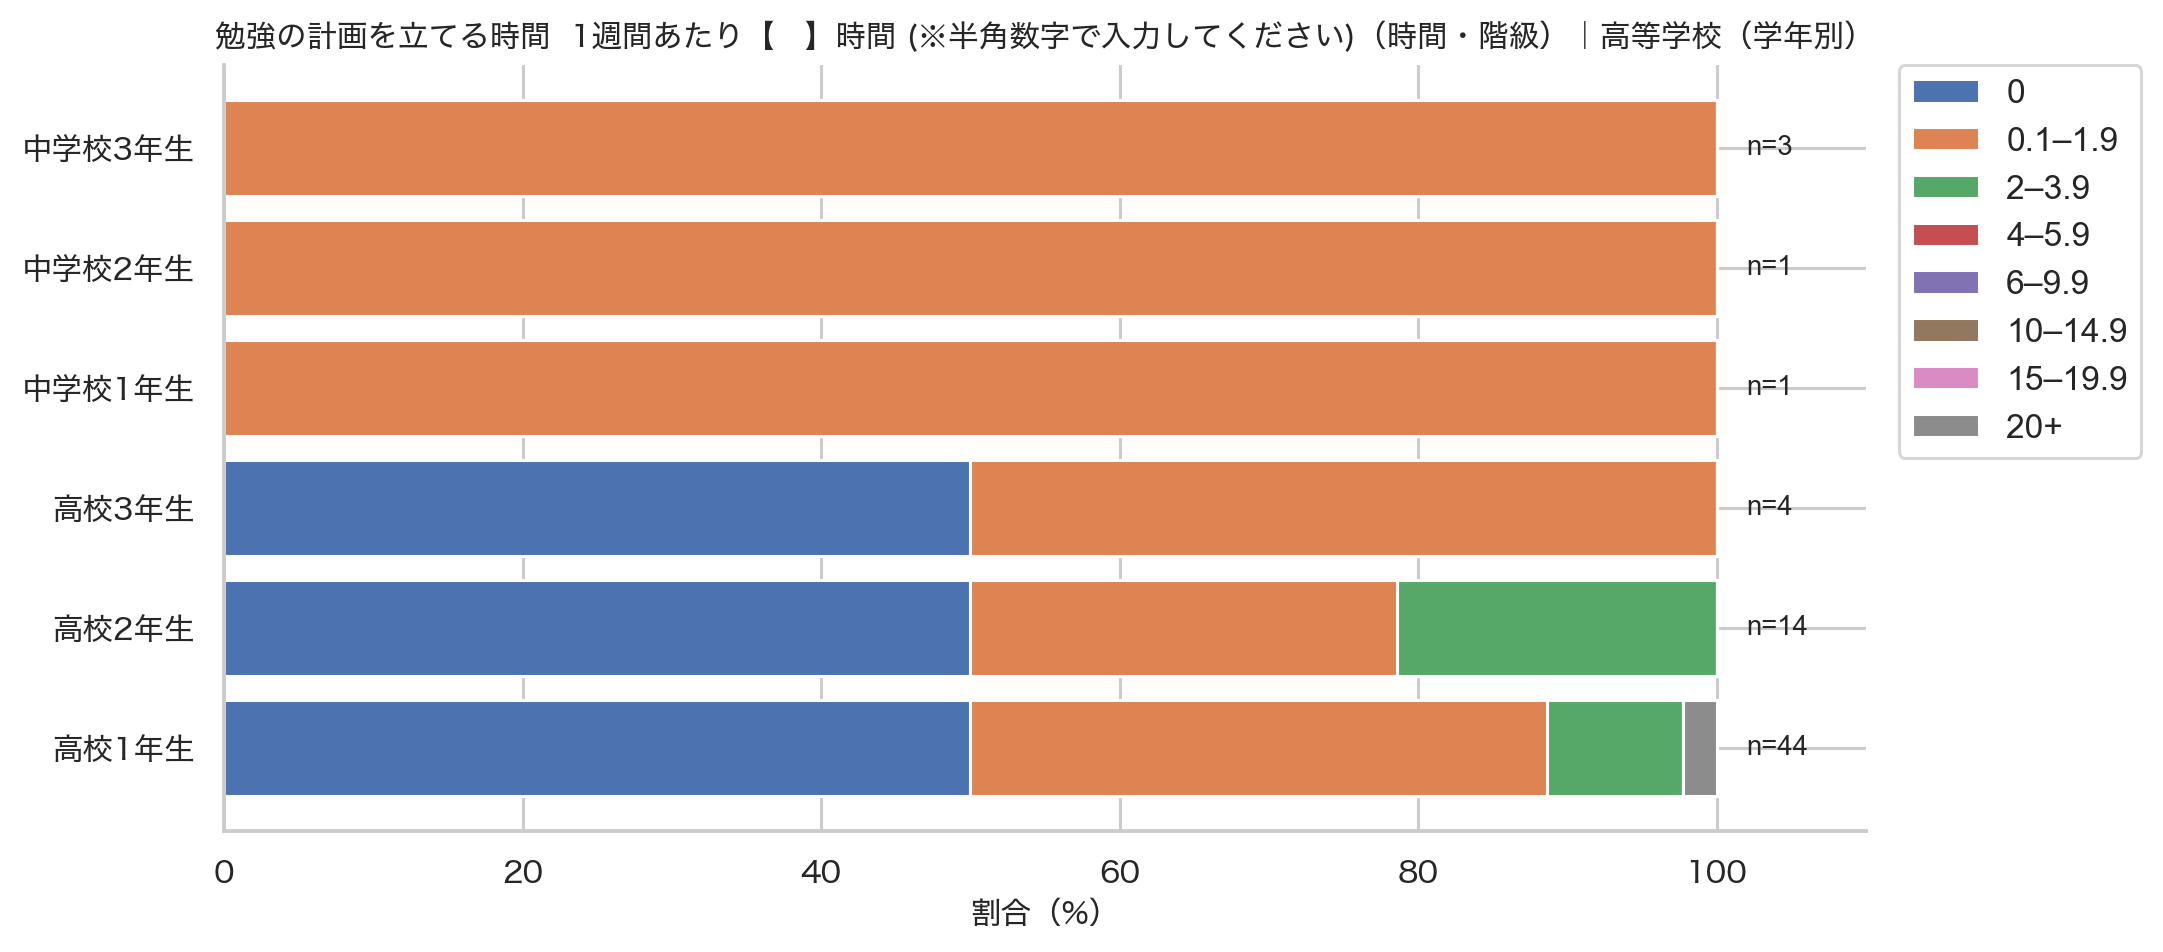 勉強の計画を立てる時間  1週間あたり【　】時間 (※半角数字で入力してください)（時間・階級）｜高等学校（学年別）
中学校3年生
n=3
中学校2年生
n=1
中学校1年生
n=1
高校3年生
n=4
高校2年生
n=14
高校1年生
n=44
0
20
40
60
80
100
割合（%）
0
0.1–1.9
2–3.9
4–5.9
6–9.9
10–14.9
15–19.9
20+